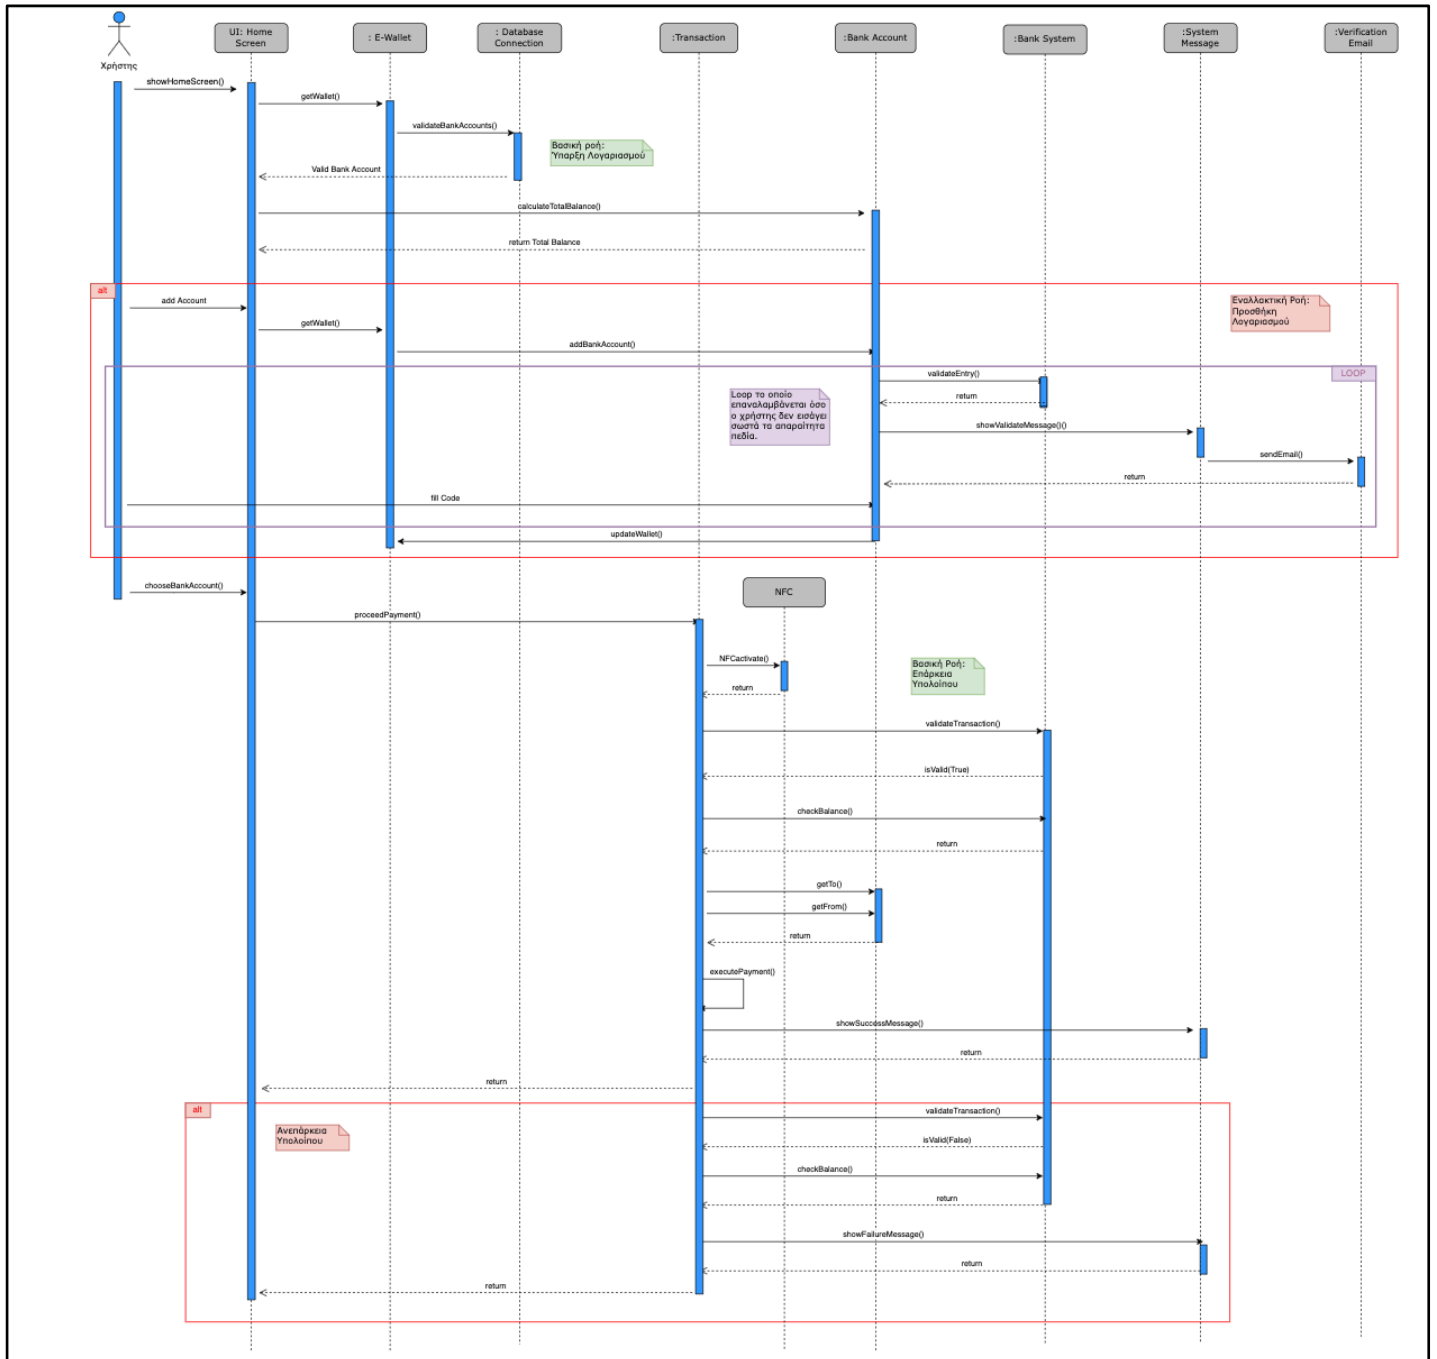 UI: Home
Screen
: E-Wallet
: Database
Connection
:Transaction
:Bank Account
:Bank System
:System
Message
:Verification
Email
Χρήστης
showHomeScreen()
getWallet()
validateBankAccounts()
Βασική ροή:
Ύπαρξη Λογαριασμού
Valid Bank Account
calculateTotalBalance()
return Total Balance
alt
add Account
Εναλλακτική Ροή:
Προσθήκη
Λογαριασμού
getWallet()
addBankAccount()
LOOP
validateEntry()
Loop το οποίο
επαναλαμβάνεται όσο
ο χρήστης δεν εισάγει
σωστά τα απαραίτητα
πεδία.
return
showValidateMessage()()
sendEmail()
return
fill Code
updateWallet()
chooseBankAccount()
NFC
proceedPayment()
NFCactivate()
Βασική Ροή:
Επάρκεια
Υπολοίπου
return
validateTransaction()
isValid(True)
checkBalance()
return
getTo()
getFrom()
return
executePayment()
showSuccessMessage()
return
return
alt
validateTransaction()
Ανεπάρκεια
Υπολοίπου
isValid(False)
checkBalance()
return
showFailureMessage()
return
return